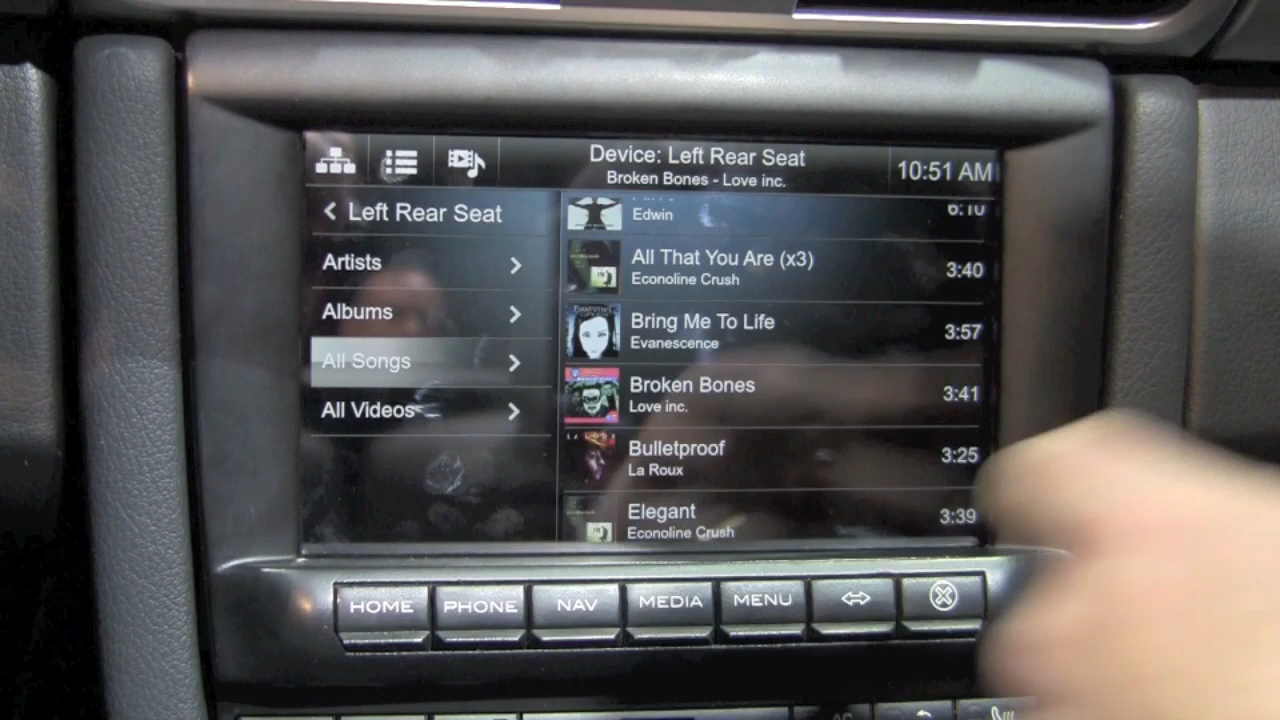 Device: Left Rear Seat
Broken Bones - Love inc.
10:51 AM
Left Rear Seat
Artists
Albums
All Songs
All Videos
Edwin
6:10
All That You Are (x3)
Econoline Crush
3:40
Bring Me To Life
Evanescence
3:57
Broken Bones
Love inc.
3:41
Bulletproof
La Roux
3:25
Elegant
Econoline Crush
3:39
HOME
PHONE
NAV
MEDIA
MENU